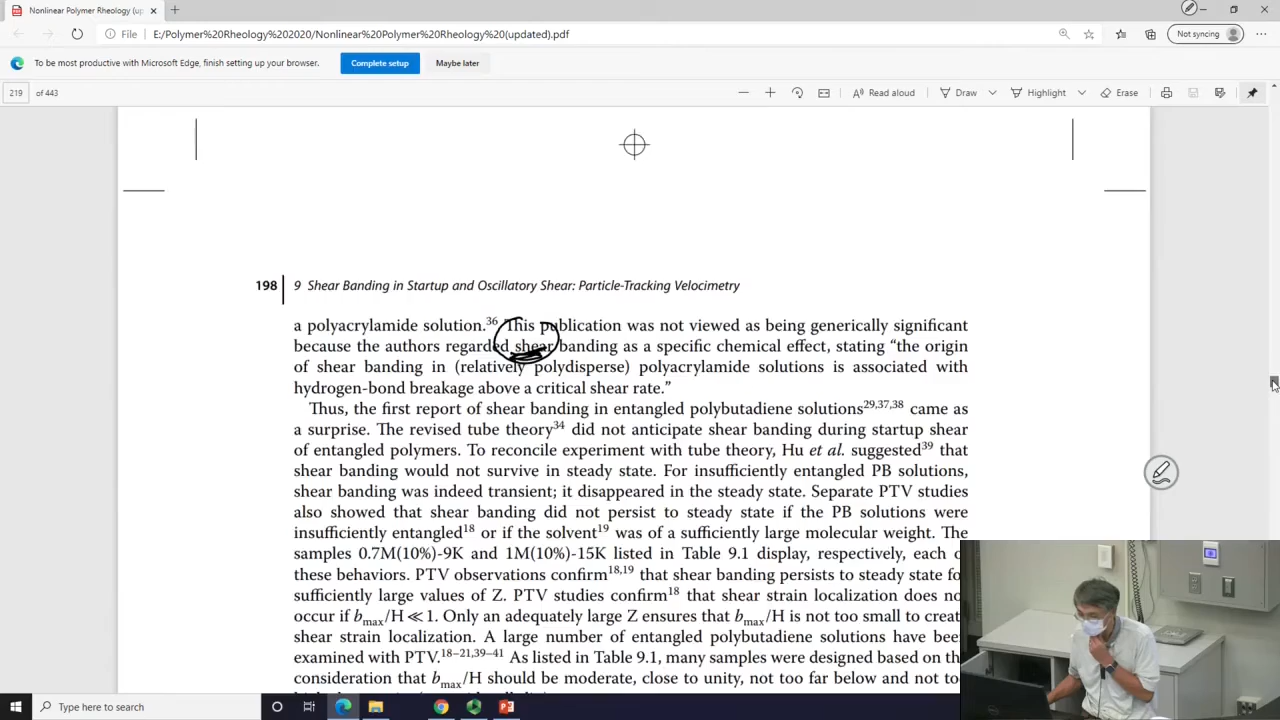 Nonlinear Polymer Rheology (up
File
E:/Polymer%20Rheology%202020/Nonlinear%20Polymer%20Rheology%20(updated).pdf
Not syncing
To be most productive with Microsoft Edge, finish setting up your browser.
Complete setup
Maybe later
219 of 443
Read aloud
Draw
Highlight
Erase
198 9 Shear Banding in Startup and Oscillatory Shear: Particle-Tracking Velocimetry
a polyacrylamide solution.36 This publication was not viewed as being generically significant
because the authors regarded shear banding as a specific chemical effect, stating “the origin
of shear banding in (relatively polydisperse) polyacrylamide solutions is associated with
hydrogen-bond breakage above a critical shear rate.”
Thus, the first report of shear banding in entangled polybutadiene solutions29,37,38 came as
a surprise. The revised tube theory34 did not anticipate shear banding during startup shear
of entangled polymers. To reconcile experiment with tube theory, Hu et al. suggested39 that
shear banding would not survive in steady state. For insufficiently entangled PB solutions,
shear banding was indeed transient; it disappeared in the steady state. Separate PTV studies
also showed that shear banding did not persist to steady state if the PB solutions were
insufficiently entangled18 or if the solvent19 was of a sufficiently large molecular weight. The
samples 0.7M(10%)-9K and 1M(10%)-15K listed in Table 9.1 display, respectively, each
these behaviors. PTV observations confirm18,19 that shear banding persists to steady state
sufficiently large values of Z. PTV studies confirm18 that shear strain localization does
occur if bmax/H ≪ 1. Only an adequately large Z ensures that bmax/H is not too small to
shear strain localization. A large number of entangled polybutadiene solutions have
examined with PTV.18–21,39–41 As listed in Table 9.1, many samples were designed based on
consideration that bmax/H should be moderate, close to unity, not too far below and not
Type here to search